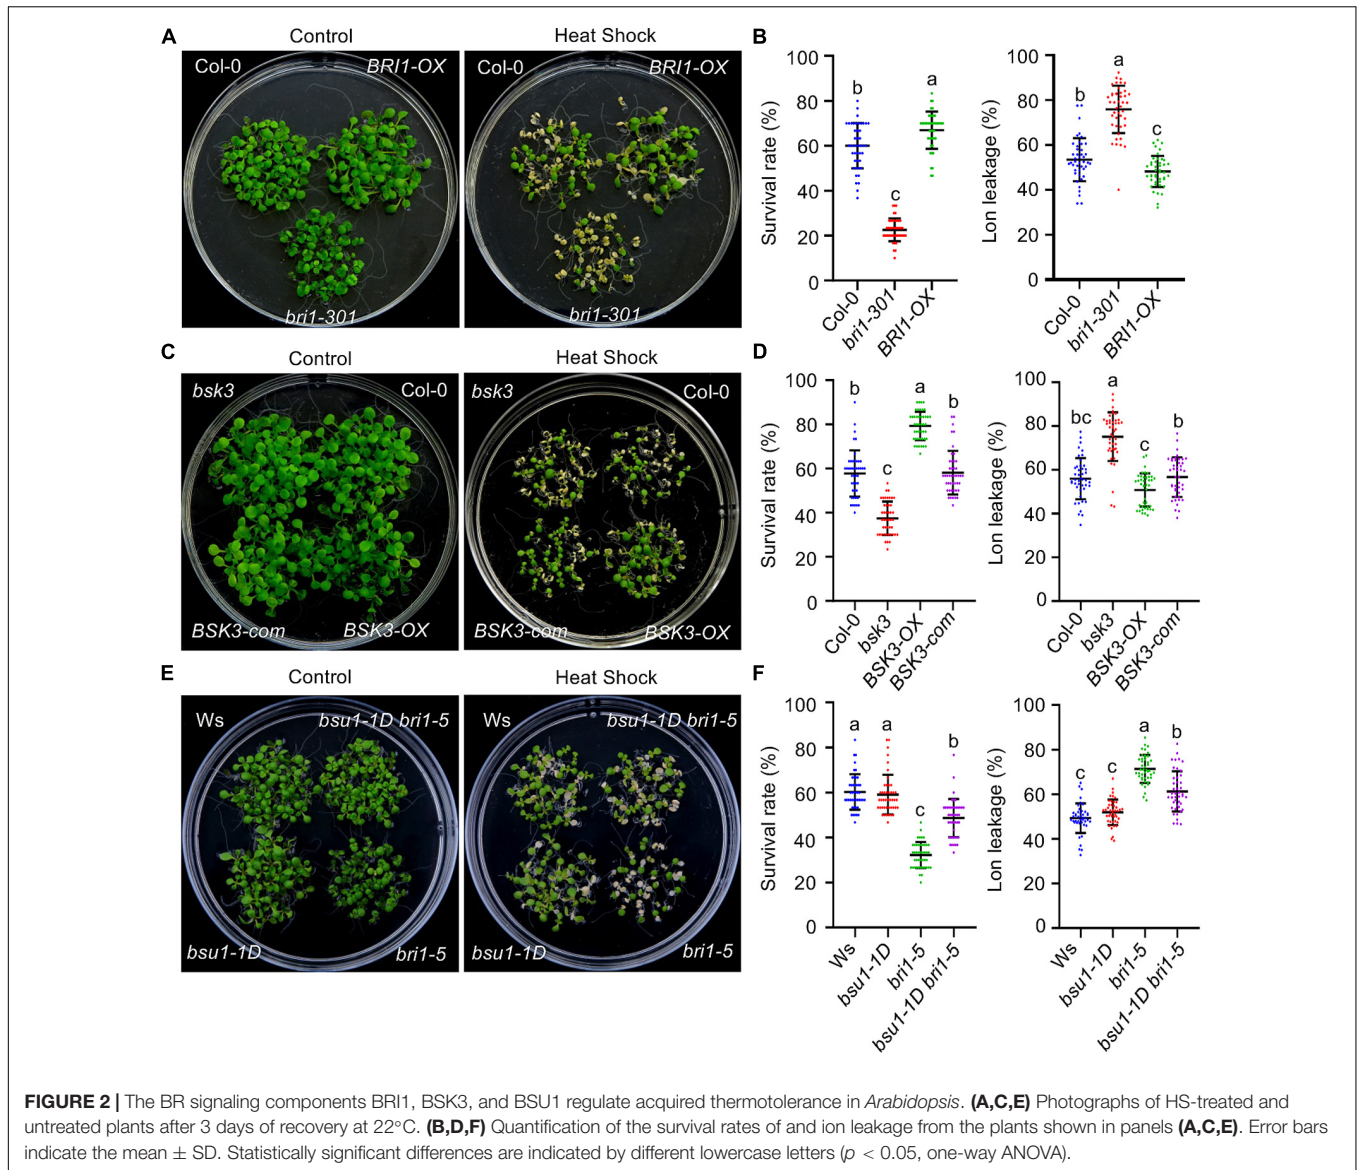 A
Control
Heat Shock
Col-0
BRI1-OX
bri1-301
Col-0
BRI1-OX
bri1-301
B
Survival rate (%)
100
80
60
40
20
0
b
c
a
Col-0
bri1-301
BRI1-OX
Lon leakage (%)
100
80
60
40
20
0
b
a
c
Col-0
bri1-301
BRI1-OX
C
Control
Heat Shock
bsk3
Col-0
BSK3-com
BSK3-OX
bsk3
Col-0
BSK3-com
BSK3-OX
D
Survival rate (%)
100
80
60
40
20
0
b
c
a
b
Col-0
bsk3
BSK3-OX
BSK3-com
Lon leakage (%)
100
80
60
40
20
0
bc
a
c
b
Col-0
bsk3
BSK3-OX
BSK3-com
E
Control
Heat Shock
Ws
bsu1-1D bri1-5
bsu1-1D
bri1-5
Ws
bsu1-1D bri1-5
bsu1-1D
bri1-5
F
Survival rate (%)
100
80
60
40
20
0
a
a
c
b
Ws
bsu1-1D
bri1-5
bsu1-1D bri1-5
Lon leakage (%)
100
80
60
40
20
0
c
c
a
b
Ws
bsu1-1D
bri1-5
bsu1-1D bri1-5
FIGURE 2 | The BR signaling components BRI1, BSK3, and BSU1 regulate acquired thermotolerance in Arabidopsis. (A,C,E) Photographs of HS-treated and
untreated plants after 3 days of recovery at 22°C. (B,D,F) Quantification of the survival rates of and ion leakage from the plants shown in panels (A,C,E). Error bars
indicate the mean ± SD. Statistically significant differences are indicated by different lowercase letters (p < 0.05, one-way ANOVA).